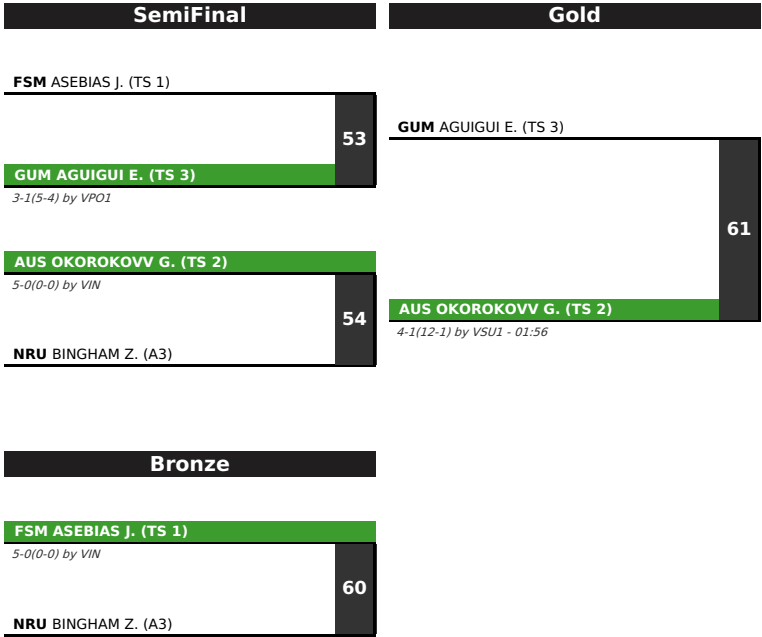 SemiFinal
FSM ASEBIAS J. (TS 1)
53
GUM AGUIGUI E. (TS 3)
3-1(5-4) by VPO1
AUS OKOROKOVV G. (TS 2)
5-0(0-0) by VIN
54
NRU BINGHAM Z. (A3)
Gold
GUM AGUIGUI E. (TS 3)
61
AUS OKOROKOVV G. (TS 2)
4-1(12-1) by VSU1 - 01:56
Bronze
FSM ASEBIAS J. (TS 1)
5-0(0-0) by VIN
60
NRU BINGHAM Z. (A3)